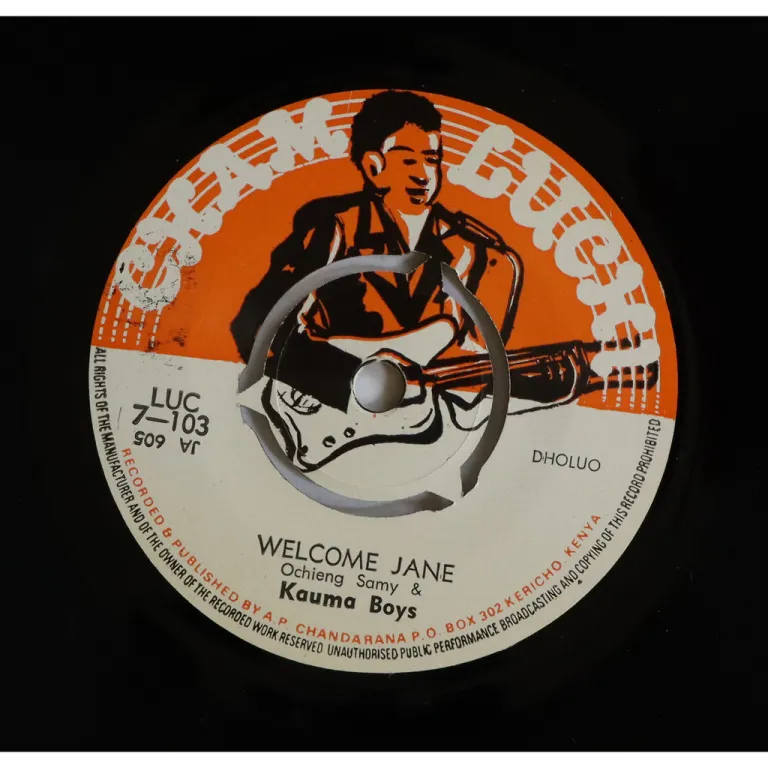 CHAM LUCH
LUC
7—103
JA 605
DHOLUO
WELCOME JANE
Ochieng Samy &
Kauma Boys
RECORDED & PUBLISHED BY A.P. CHANDARANA P.O. BOX 302 KERICHO. KENYA
ALL RIGHTS OF THE MANUFACTURER AND OF THE OWNER OF THE RECORDED WORK RESERVED UNAUTHORISED PUBLIC PERFORMANCE BROADCASTING AND COPYING OF THIS RECORD PROHIBITED